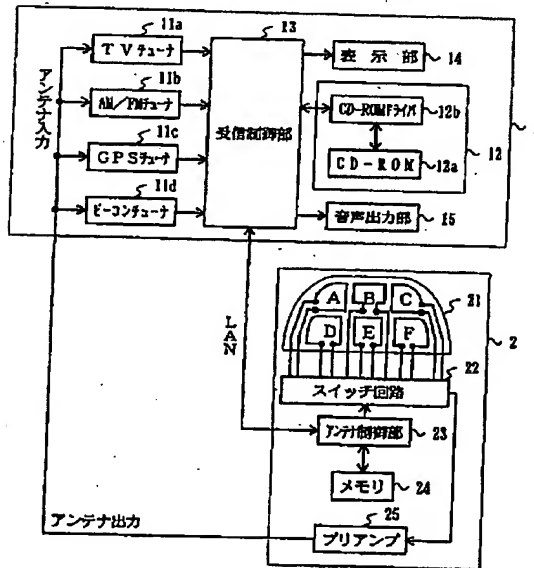 11a
TVチューナ
11b
AM/FMチューナ
11c
GPSチューナ
11d
ビーコンチューナ
アンテナ入力
13
受信制御部
表示部
14
CD-ROMドライバ
12b
CD-ROM
12a
12
音声出力部
15
LAN
A
B
C
D
E
F
21
2
22
スイッチ回路
アンテナ制御部
23
メモリ
24
25
プリアンプ
アンテナ出力